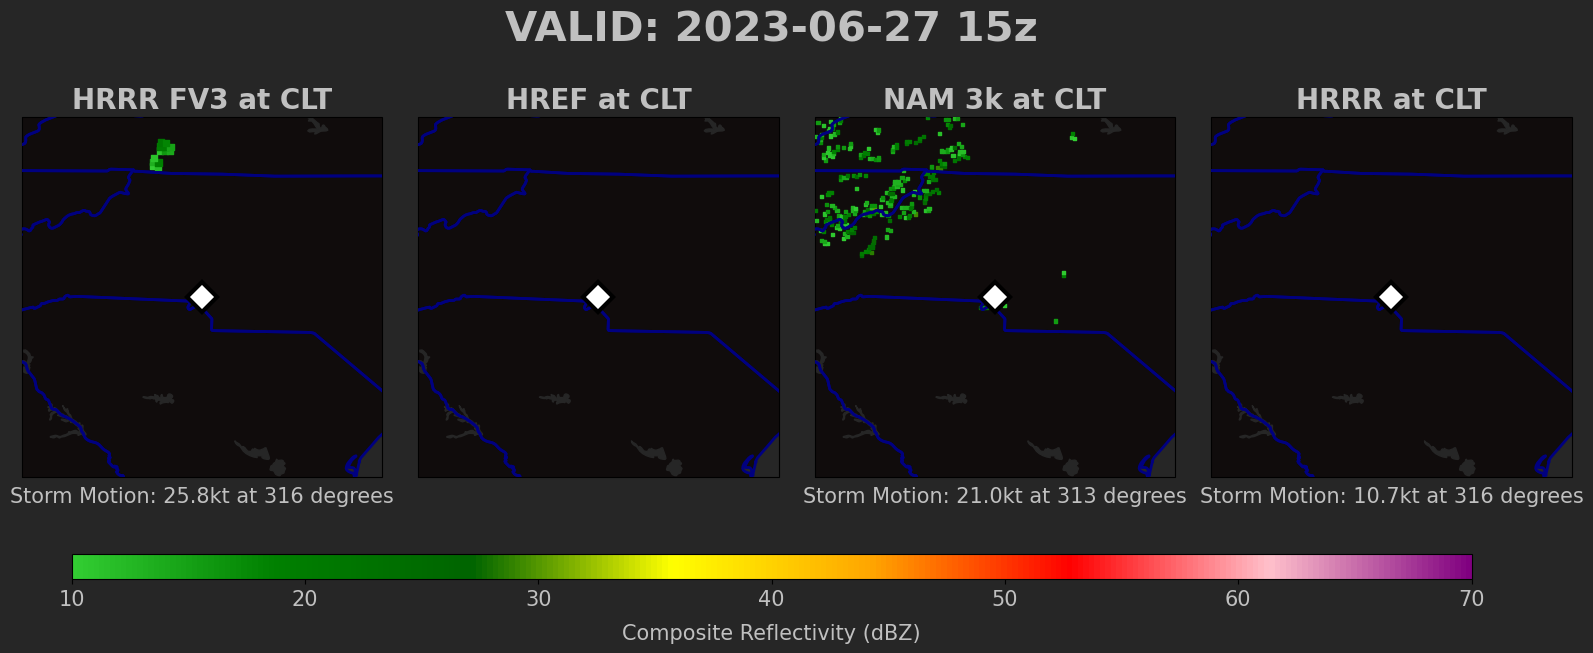 VALID: 2023-06-27 15z
HRRR FV3 at CLT
HREF at CLT
NAM 3k at CLT
HRRR at CLT
Storm Motion: 25.8kt at 316 degrees
Storm Motion: 21.0kt at 313 degrees
Storm Motion: 10.7kt at 316 degrees
10 20 30 40 50 60 70
Composite Reflectivity (dBZ)